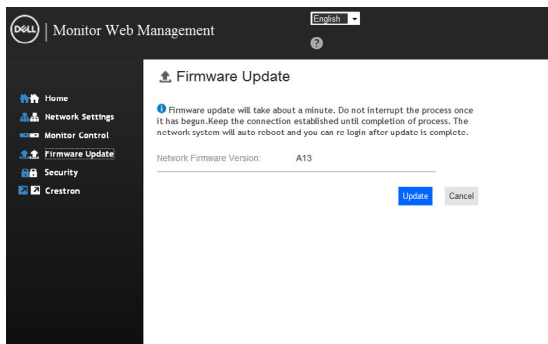 DELL | Monitor Web Management
English
?
Firmware Update
Home
Network Settings
Monitor Control
Firmware Update
Security
Crestron
Firmware update will take about a minute. Do not interrupt the process once
it has begun.Keep the connection established until completion of process. The
network system will auto reboot and you can re login after update is complete.
Network Firmware Version: A13
Update Cancel